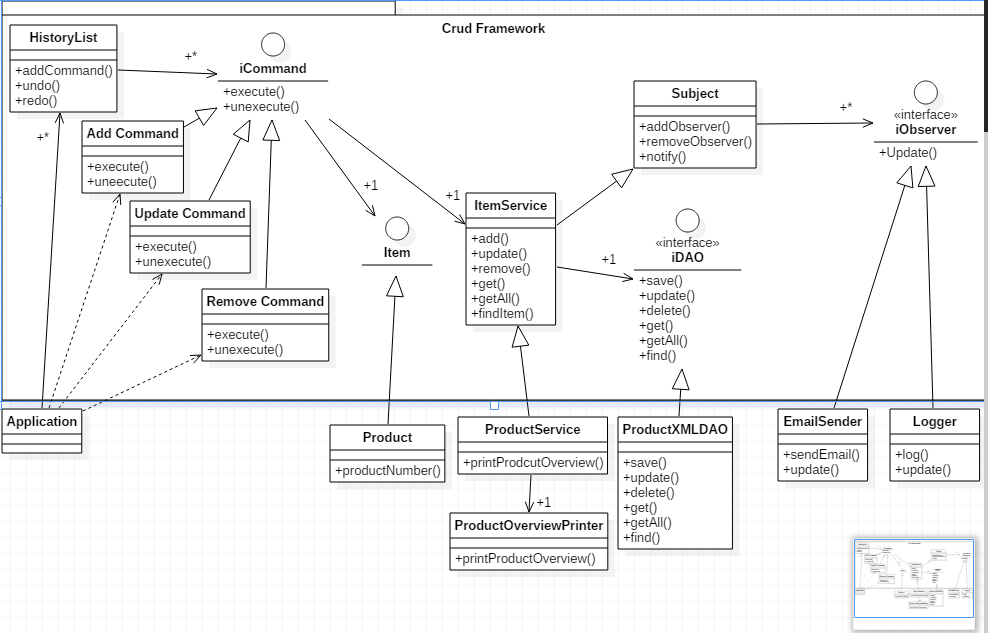 Crud Framework
HistoryList
+addCommand()
+undo()
+redo()
+*
iCommand
+execute()
+unexecute()
+*
Add Command
+execute()
+uneecute()
Update Command
+execute()
+unexecute()
Remove Command
+execute()
+unexecute()
+1
+1
Item
ItemService
+add()
+update()
+remove()
+get()
+getAll()
+findItem()
Subject
+addObserver()
+removeObserver()
+notify()
+*
«interface»
iObserver
+Update()
+1
«interface»
iDAO
+save()
+update()
+delete()
+get()
+getAll()
+find()
Application
Product
+productNumber()
ProductService
+printProdcutOverview()
+1
ProductOverviewPrinter
+printProductOverview()
ProductXMLDAO
+save()
+update()
+delete()
+get()
+getAll()
+find()
EmailSender
+sendEmail()
+update()
Logger
+log()
+update()